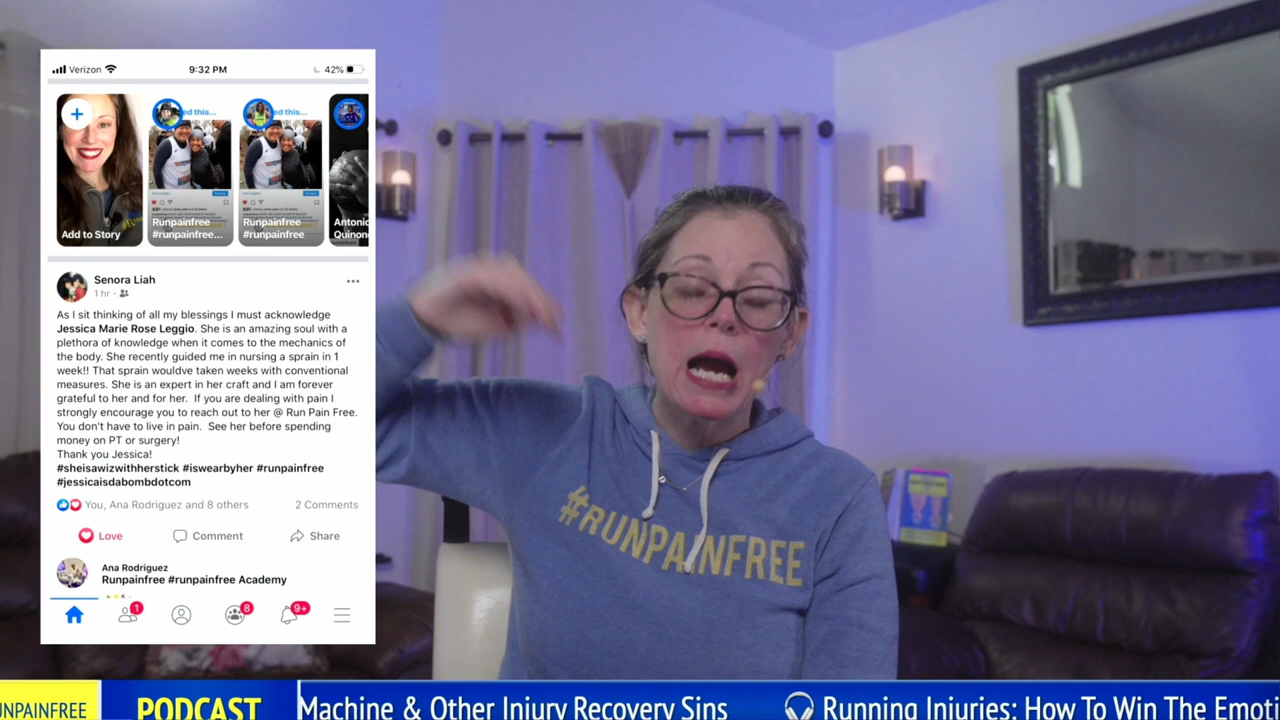 Verizon
9:32 PM
42%
ed this...
ed this...
Add to Story
Runpainfree
#runpainfree...
Runpainfree
#runpainfree
Antonio
Quinon
Senora Liah
1 hr ·
As I sit thinking of all my blessings I must acknowledge
Jessica Marie Rose Leggio. She is an amazing soul with a
plethora of knowledge when it comes to the mechanics of
the body. She recently guided me in nursing a sprain in 1
week!! That sprain wouldve taken weeks with conventional
measures. She is an expert in her craft and I am forever
grateful to her and for her. If you are dealing with pain I
strongly encourage you to reach out to her @ Run Pain Free.
You don't have to live in pain. See her before spending
money on PT or surgery!
Thank you Jessica!
#sheisawizwithherstick #iswearbyher #runpainfree
#jessicaisdabombdotcom
You, Ana Rodriguez and 8 others
2 Comments
Love
Comment
Share
Ana Rodriguez
Runpainfree #runpainfree Academy
1
8
9+
#RUNPAINFREE
UNPAINFREE
PODCAST
Machine & Other Injury Recovery Sins
Running Injuries: How To Win The Emoti